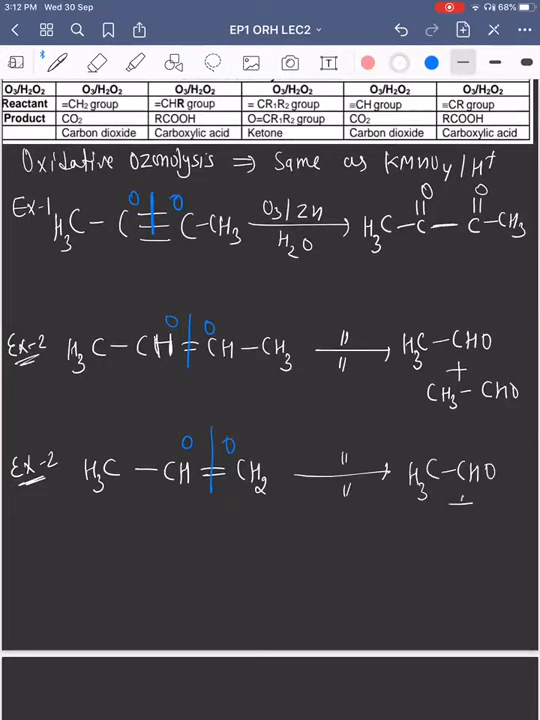 3:12 PM Wed 30 Sep 68%
EP1 ORH LEC2
O3/H2O2 O3/H2O2 O3/H2O2 O3/H2O2 O3/H2O2 O3/H2O2
Reactant =CH2 group =CHR group = CR1R2 group ≡CH group ≡CR group
Product CO2 RCOOH O=CR1R2 CO2 RCOOH
Carbon dioxide Carboxylic acid Ketone Carbon dioxide Carboxylic acid
Oxidative Ozonolysis ⇒ Same as KMnO4/H+
Ex-1 H3C – C ≡ C – CH3 O3/Zn H2O → H3C – C – C – CH3
O O O O
Ex-2 H3C – CH = CH – CH3 " " → H3C – CHO
O O
+
CH3 – CHO
Ex-2 H3C – CH = CH2 " " → H3C – CHO
O O
+